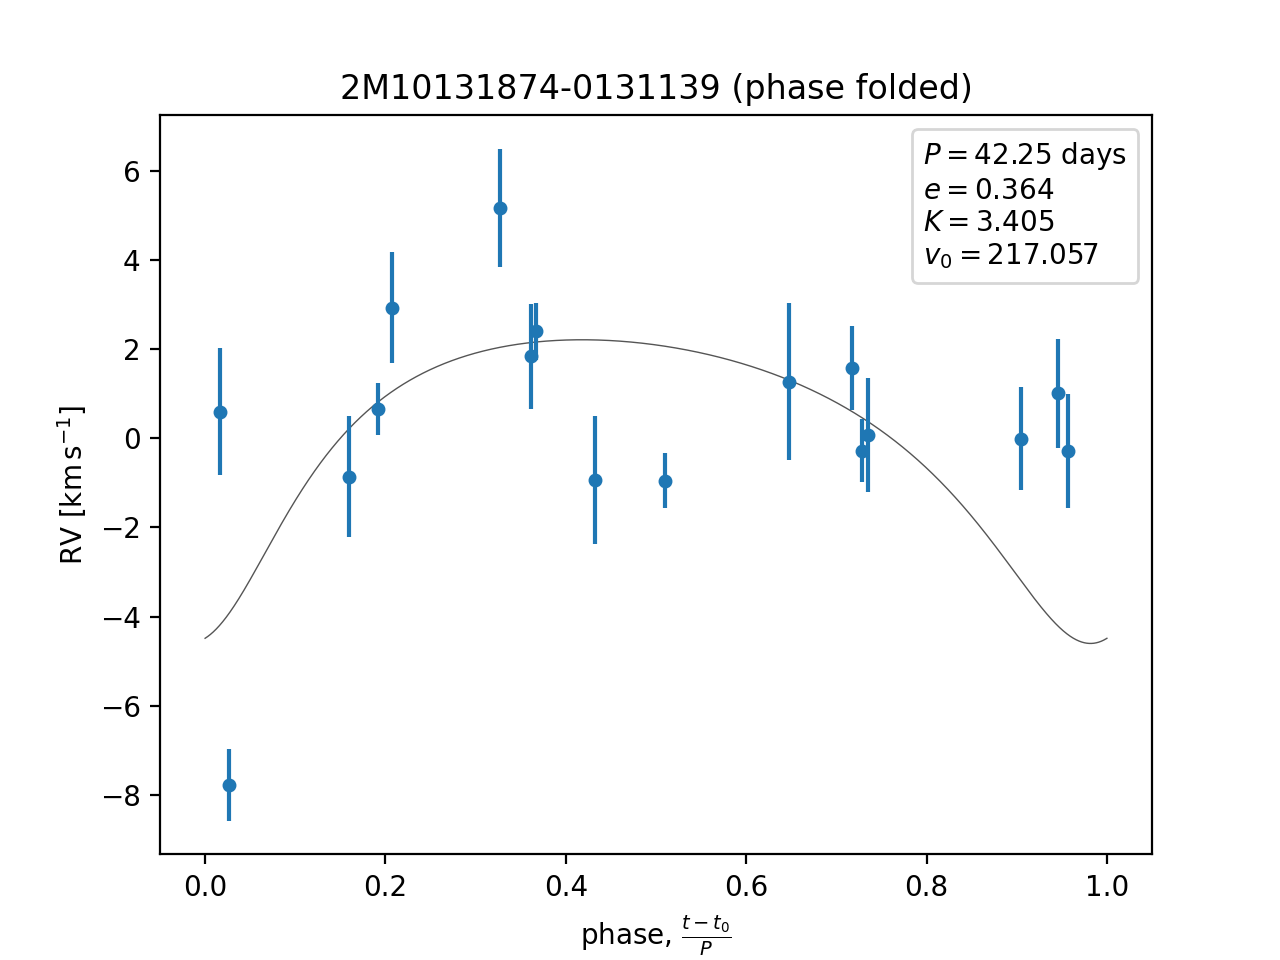 2M10131874-0131139 (phase folded)
P = 42.25 days
e = 0.364
K = 3.405
v₀ = 217.057
RV [km s⁻¹]
6
4
2
0
−2
−4
−6
−8
0.0 0.2 0.4 0.6 0.8 1.0
phase, (t − t₀)/P